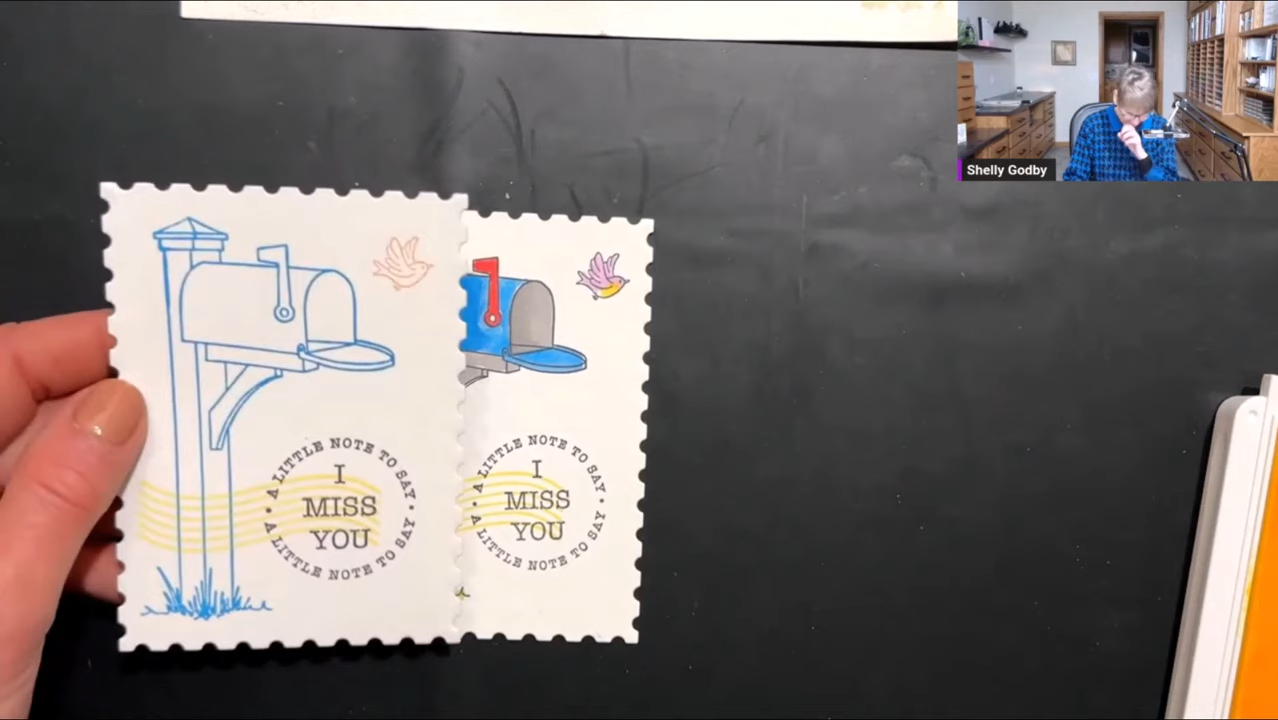 Shelly Godby
· A LITTLE NOTE TO SAY ·
I
MISS
YOU
A LITTLE NOTE TO SAY
· A LITTLE NOTE TO SAY ·
I
MISS
YOU
A LITTLE NOTE TO SAY